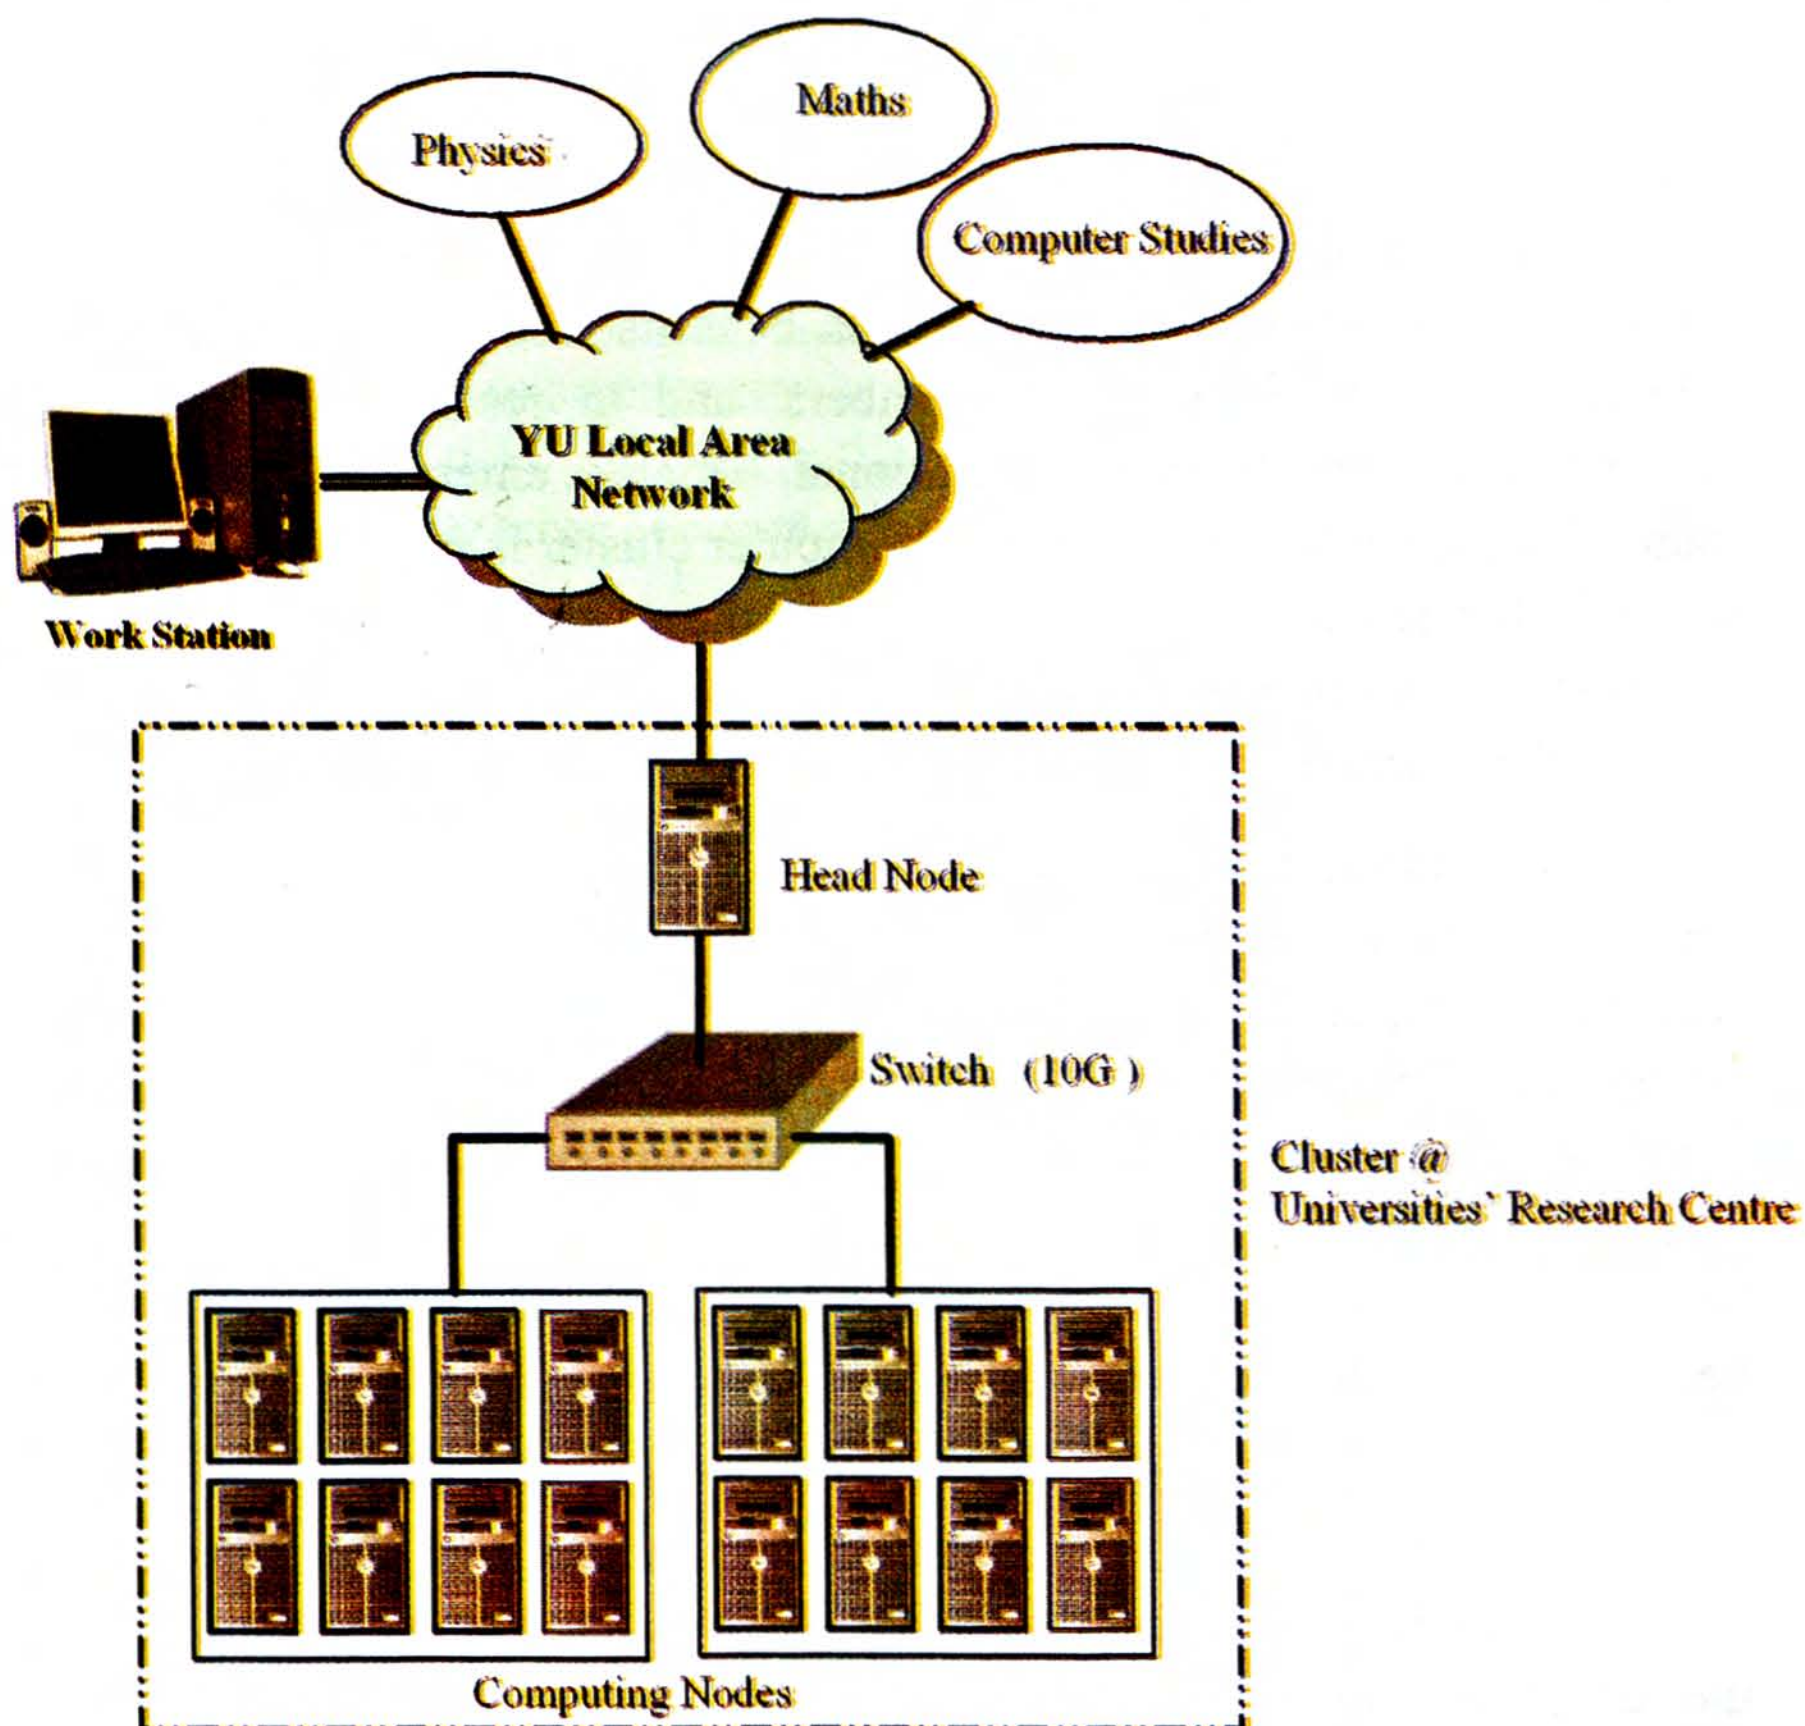 Physics
Maths
Computer Studies
YU Local Area
Network
Work Station
Head Node
Switch (10G )
Cluster @
Universities' Research Centre
Computing Nodes